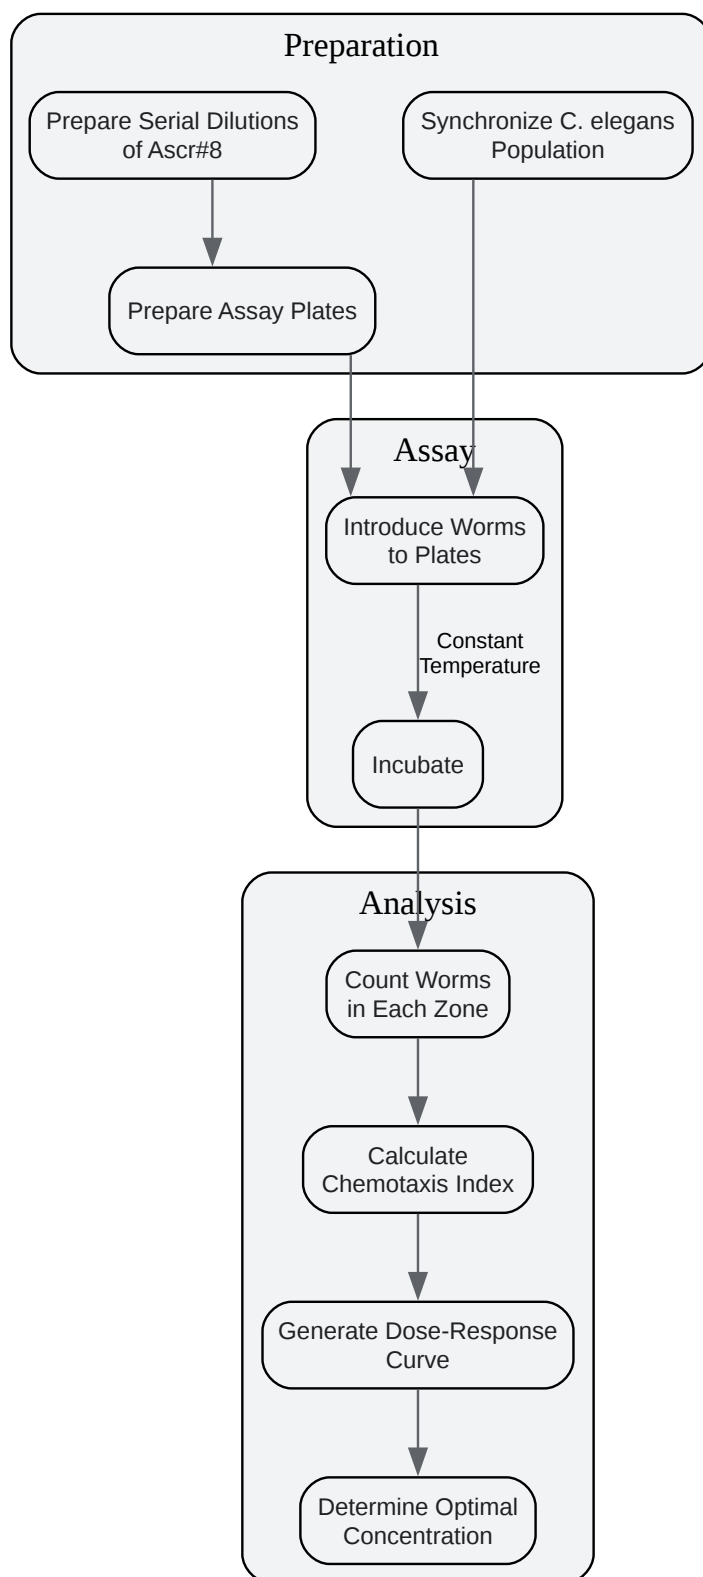 Preparation
Prepare Serial Dilutions
of Ascr#8
Synchronize C. elegans
Population
Prepare Assay Plates
Assay
Introduce Worms
to Plates
Constant
Temperature
Incubate
Analysis
Count Worms
in Each Zone
Calculate
Chemotaxis Index
Generate Dose-Response
Curve
Determine Optimal
Concentration